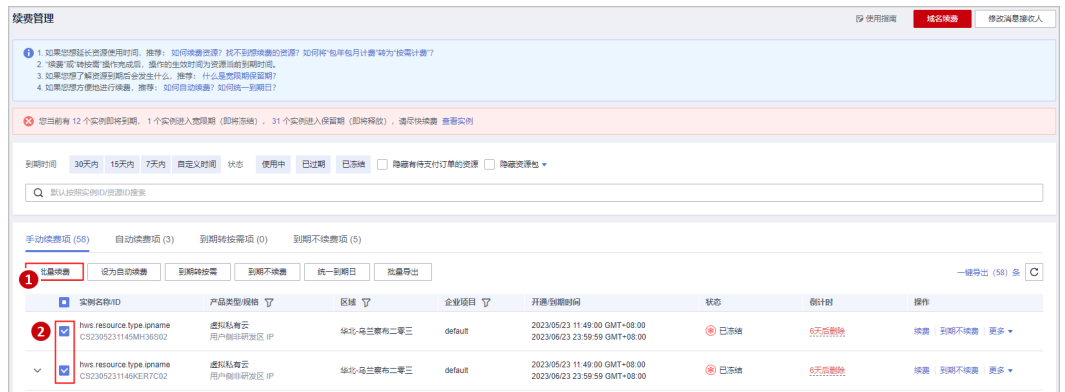 续费管理
使用指南
域名续费
修改消息接收人
1. 如果您想延长资源使用时间，推荐： 如何续费资源？找不到想续费的资源？如何将“包年包月计费”转为“按需计费”？
2. “续费”或“转按需”操作完成后，操作的生效时间为资源当前到期时间。
3. 如果您想了解资源到期后会发生什么，推荐： 什么是宽限期保留期？
4. 如果您想方便地进行续费，推荐： 如何自动续费？如何统一到期日？
您当前有 12 个实例即将到期， 1 个实例进入宽限期（即将冻结）， 31 个实例进入保留期（即将释放），请尽快续费 查看实例
到期时间 30天内 15天内 7天内 自定义时间 状态 使用中 已过期 已冻结 隐藏有待支付订单的资源 隐藏资源包
默认按照实例ID/资源ID搜索
手动续费项 (58) 自动续费项 (3) 到期转按需项 (0) 到期不续费项 (5)
1 批量续费 设为自动续费 到期转按需 到期不续费 统一到期日 批量导出 一键导出 (58) 条
实例名称/ID 产品类型/规格 区域 企业项目 开通/到期时间 状态 倒计时 操作
2
hws.resource.type.ipname 虚拟私有云 华北-乌兰察布二零三 default 2023/05/23 11:49:00 GMT+08:00 已冻结 6天后删除 续费 到期不续费 更多
CS2305231145MH36S02 用户侧非研发区 IP 2023/06/23 23:59:59 GMT+08:00
hws.resource.type.ipname 虚拟私有云 华北-乌兰察布二零三 default 2023/05/23 11:49:00 GMT+08:00 已冻结 6天后删除 续费 到期不续费 更多
CS2305231146KER7C02 用户侧非研发区 IP 2023/06/23 23:59:59 GMT+08:00